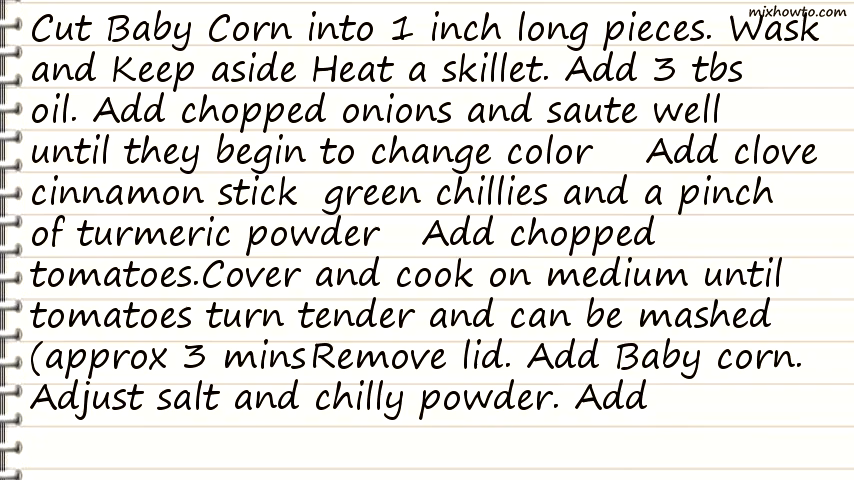 mixhowto.com
Cut Baby Corn into 1 inch long pieces. Wask
and Keep aside Heat a skillet. Add 3 tbs
oil. Add chopped onions and saute well
until they begin to change color Add clove
cinnamon stick green chillies and a pinch
of turmeric powder Add chopped
tomatoes.Cover and cook on medium until
tomatoes turn tender and can be mashed
(approx 3 minsRemove lid. Add Baby corn.
Adjust salt and chilly powder. Add